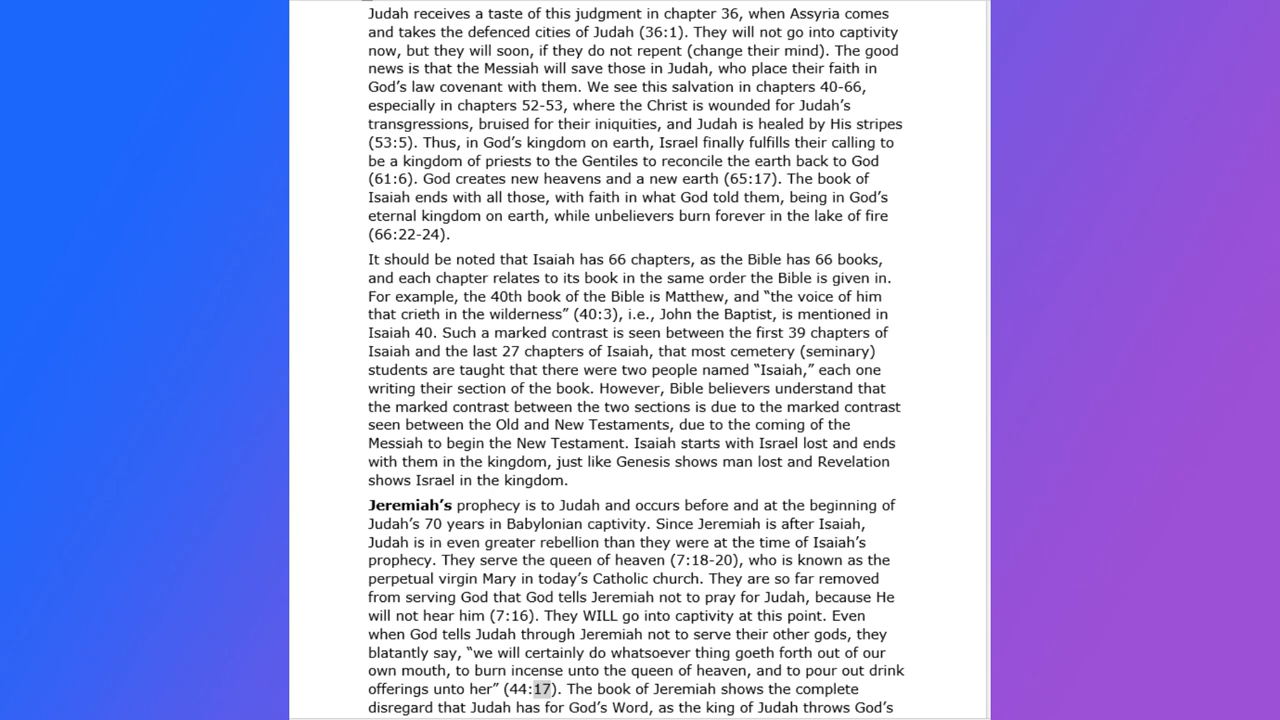 Judah receives a taste of this judgment in chapter 36, when Assyria comes
and takes the defenced cities of Judah (36:1). They will not go into captivity
now, but they will soon, if they do not repent (change their mind). The good
news is that the Messiah will save those in Judah, who place their faith in
God’s law covenant with them. We see this salvation in chapters 40-66,
especially in chapters 52-53, where the Christ is wounded for Judah’s
transgressions, bruised for their iniquities, and Judah is healed by His stripes
(53:5). Thus, in God’s kingdom on earth, Israel finally fulfills their calling to
be a kingdom of priests to the Gentiles to reconcile the earth back to God
(61:6). God creates new heavens and a new earth (65:17). The book of
Isaiah ends with all those, with faith in what God told them, being in God’s
eternal kingdom on earth, while unbelievers burn forever in the lake of fire
(66:22-24).
It should be noted that Isaiah has 66 chapters, as the Bible has 66 books,
and each chapter relates to its book in the same order the Bible is given in.
For example, the 40th book of the Bible is Matthew, and “the voice of him
that crieth in the wilderness” (40:3), i.e., John the Baptist, is mentioned in
Isaiah 40. Such a marked contrast is seen between the first 39 chapters of
Isaiah and the last 27 chapters of Isaiah, that most cemetery (seminary)
students are taught that there were two people named “Isaiah,” each one
writing their section of the book. However, Bible believers understand that
the marked contrast between the two sections is due to the marked contrast
seen between the Old and New Testaments, due to the coming of the
Messiah to begin the New Testament. Isaiah starts with Israel lost and ends
with them in the kingdom, just like Genesis shows man lost and Revelation
shows Israel in the kingdom.
Jeremiah’s prophecy is to Judah and occurs before and at the beginning of
Judah’s 70 years in Babylonian captivity. Since Jeremiah is after Isaiah,
Judah is in even greater rebellion than they were at the time of Isaiah’s
prophecy. They serve the queen of heaven (7:18-20), who is known as the
perpetual virgin Mary in today’s Catholic church. They are so far removed
from serving God that God tells Jeremiah not to pray for Judah, because He
will not hear him (7:16). They WILL go into captivity at this point. Even
when God tells Judah through Jeremiah not to serve their other gods, they
blatantly say, “we will certainly do whatsoever thing goeth forth out of our
own mouth, to burn incense unto the queen of heaven, and to pour out drink
offerings unto her” (44:17). The book of Jeremiah shows the complete
disregard that Judah has for God’s Word, as the king of Judah throws God’s